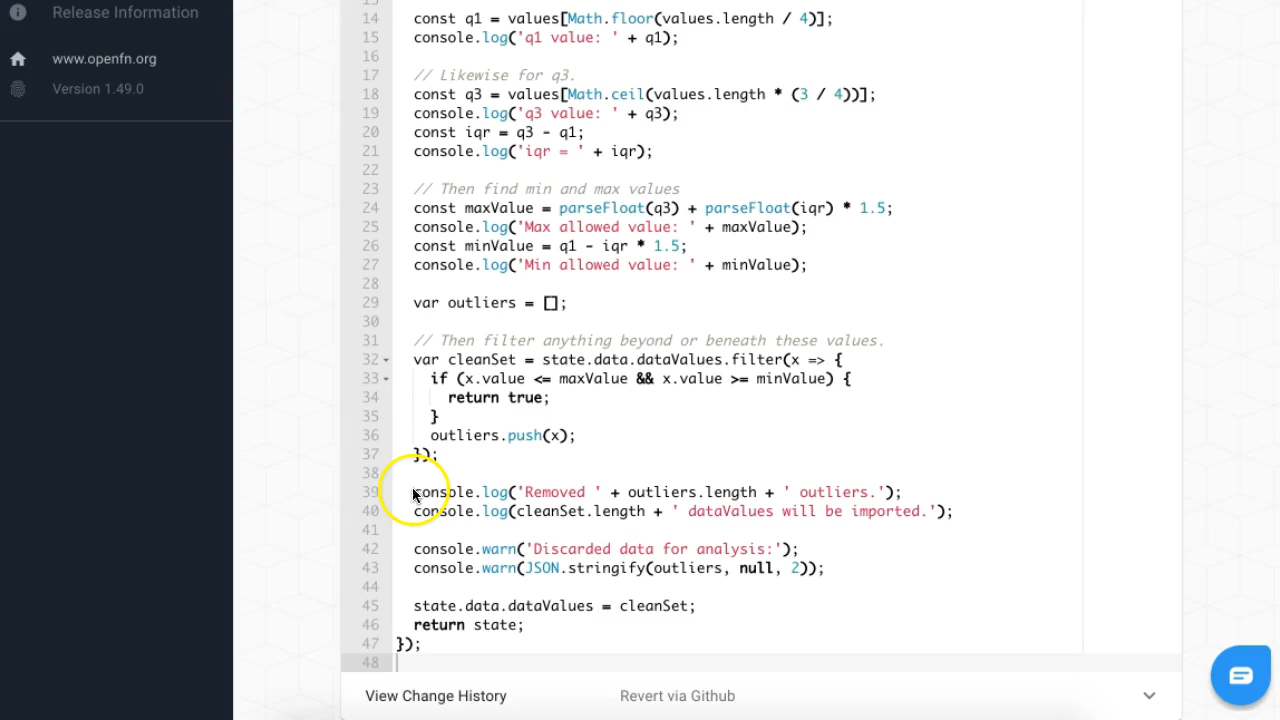 Release Information
www.openfn.org
Version 1.49.0
13
14 const q1 = values[Math.floor(values.length / 4)];
15 console.log('q1 value: ' + q1);
16
17 // Likewise for q3.
18 const q3 = values[Math.ceil(values.length * (3 / 4))];
19 console.log('q3 value: ' + q3);
20 const iqr = q3 - q1;
21 console.log('iqr = ' + iqr);
22
23 // Then find min and max values
24 const maxValue = parseFloat(q3) + parseFloat(iqr) * 1.5;
25 console.log('Max allowed value: ' + maxValue);
26 const minValue = q1 - iqr * 1.5;
27 console.log('Min allowed value: ' + minValue);
28
29 var outliers = [];
30
31 // Then filter anything beyond or beneath these values.
32 var cleanSet = state.data.dataValues.filter(x => {
33 if (x.value <= maxValue && x.value >= minValue) {
34 return true;
35 }
36 outliers.push(x);
37 });
38
39 console.log('Removed ' + outliers.length + ' outliers.');
40 console.log(cleanSet.length + ' dataValues will be imported.');
41
42 console.warn('Discarded data for analysis:');
43 console.warn(JSON.stringify(outliers, null, 2));
44
45 state.data.dataValues = cleanSet;
46 return state;
47 });
48
View Change History Revert via Github